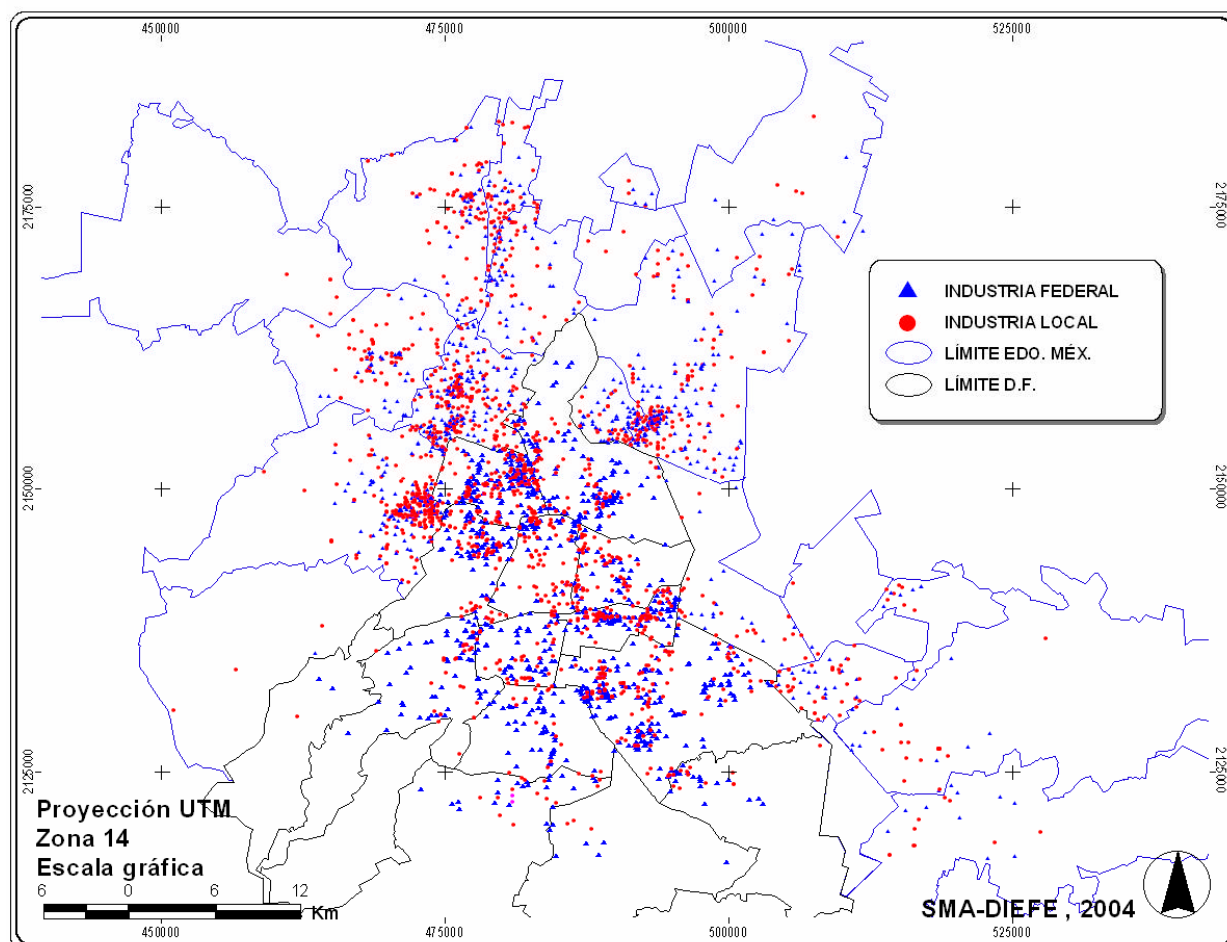 450000 475000 500000 525000
2175000 2175000
INDUSTRIA FEDERAL
INDUSTRIA LOCAL
LÍMITE EDO. MÉX.
LÍMITE D.F.
2150000 2150000
2125000 2125000
Proyección UTM
Zona 14
Escala gráfica
6 0 6 12
Km
SMA-DIEFE , 2004
450000 475000 500000 525000